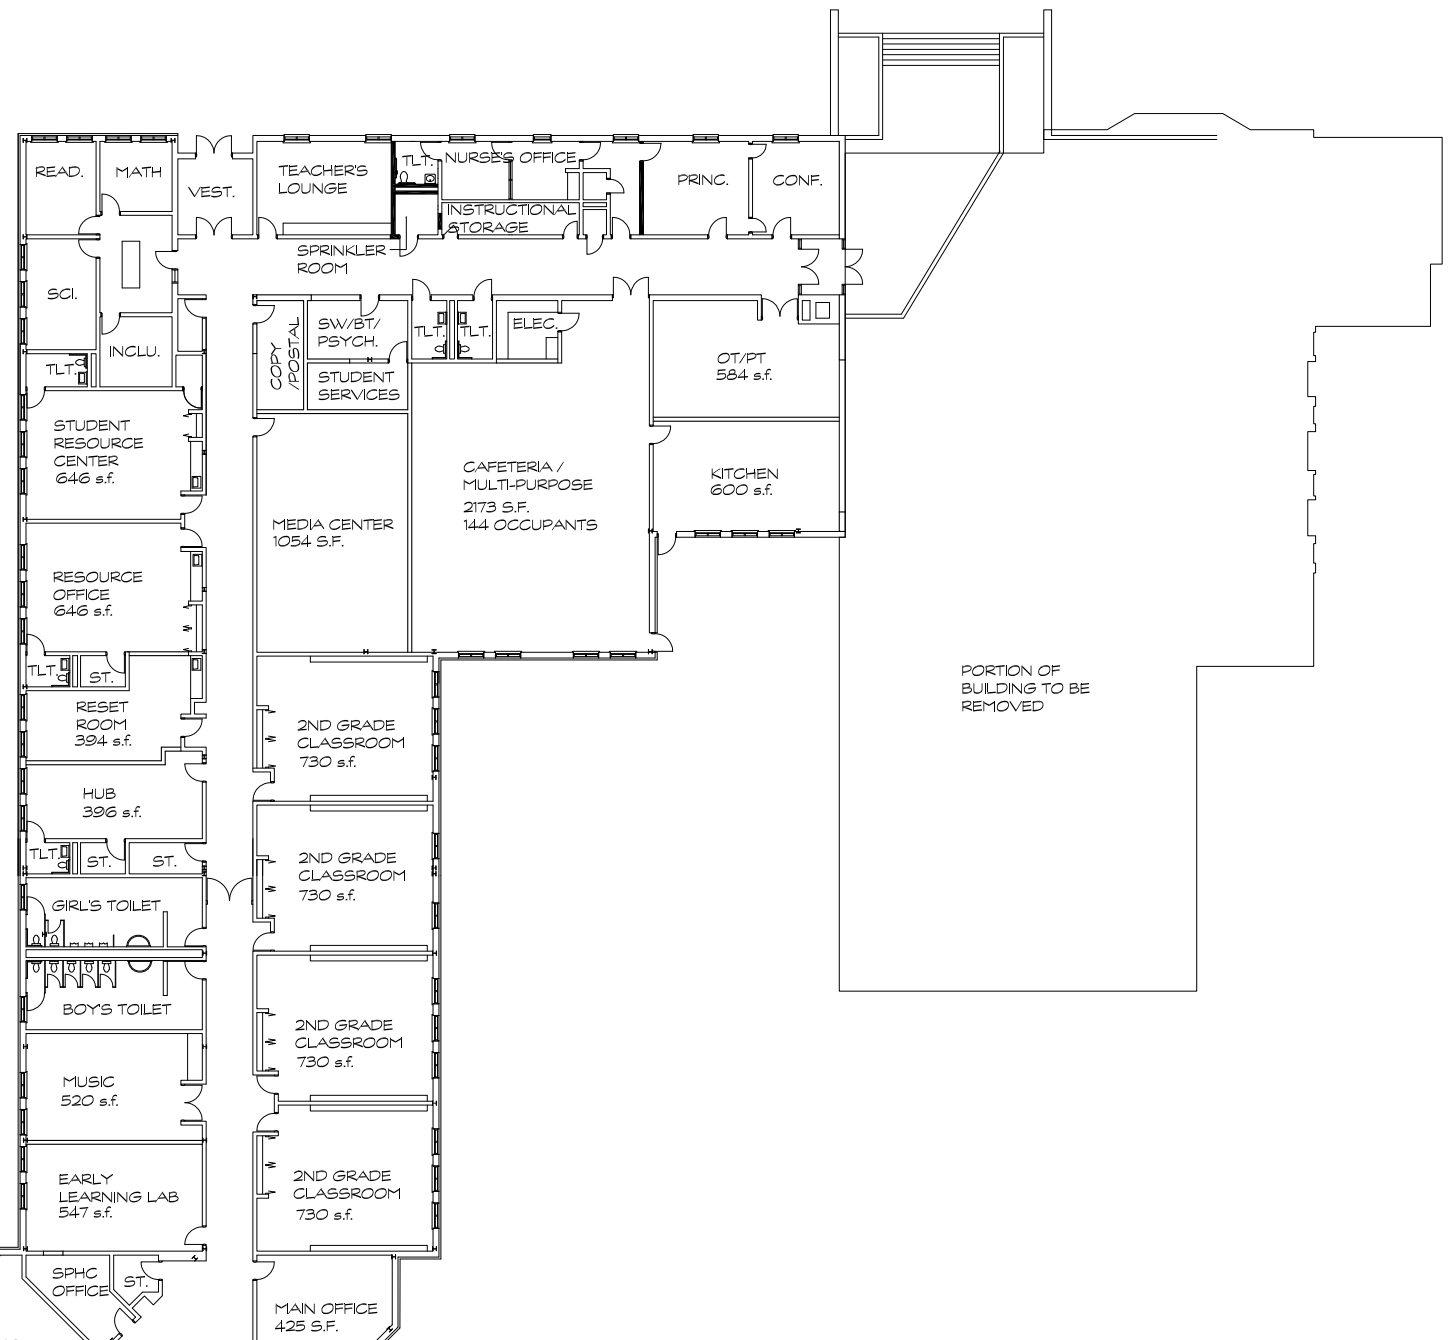 READ.
MATH
VEST.
TEACHER'S
LOUNGE
TLT.
NURSE'S OFFICE
PRINC.
CONF.
INSTRUCTIONAL
STORAGE
SPRINKLER
ROOM
SCI.
INCLU.
TLT.
COPY
/POSTAL
SW/BT/
PSYCH.
STUDENT
SERVICES
TLT.
TLT.
ELEC.
OT/PT
584 s.f.
STUDENT
RESOURCE
CENTER
646 s.f.
MEDIA CENTER
1054 S.F.
CAFETERIA /
MULTI-PURPOSE
2173 S.F.
144 OCCUPANTS
KITCHEN
600 s.f.
RESOURCE
OFFICE
646 s.f.
TLT.
ST.
RESET
ROOM
394 s.f.
2ND GRADE
CLASSROOM
730 s.f.
PORTION OF
BUILDING TO BE
REMOVED
HUB
396 s.f.
TLT.
ST.
ST.
2ND GRADE
CLASSROOM
730 s.f.
GIRL'S TOILET
BOY'S TOILET
2ND GRADE
CLASSROOM
730 s.f.
MUSIC
520 s.f.
EARLY
LEARNING LAB
547 s.f.
2ND GRADE
CLASSROOM
730 s.f.
SPHC
OFFICE
ST.
MAIN OFFICE
425 S.F.